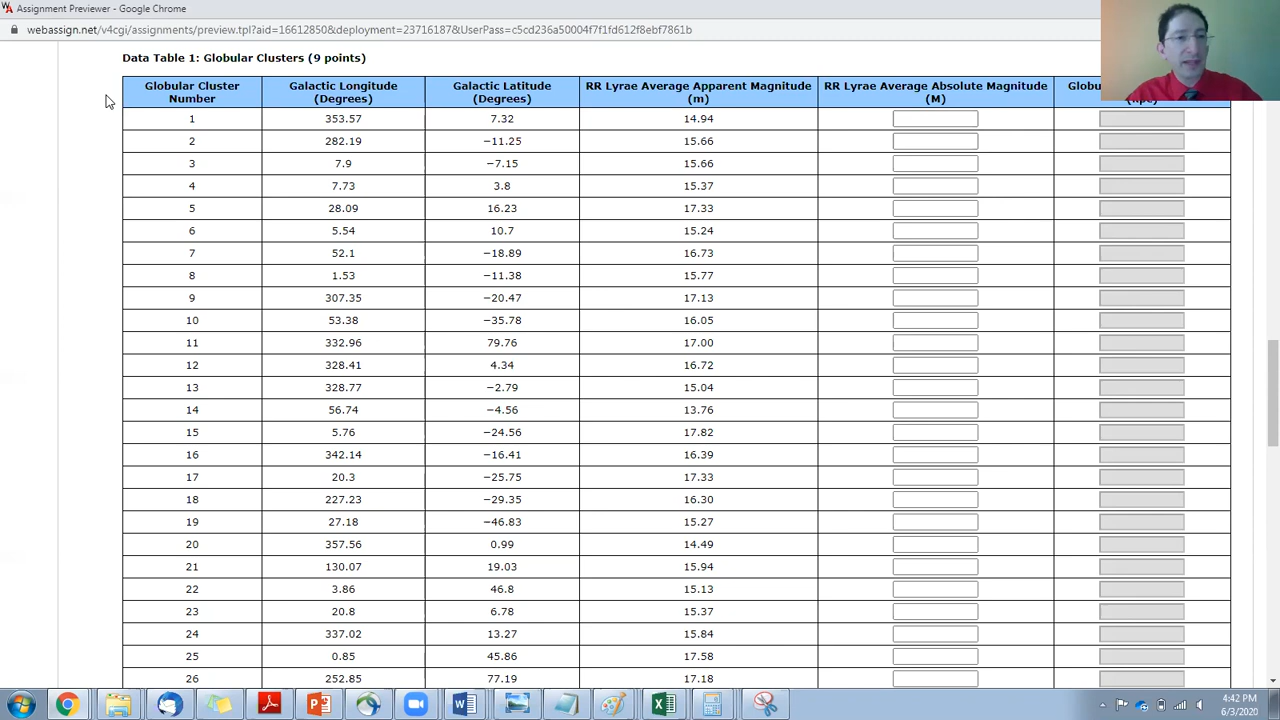 Assignment Previewer - Google Chrome
webassign.net/v4cgi/assignments/preview.tpl?aid=16612850&deployment=23716187&UserPass=c5cd236a50004f7f1fd612f8ebf7861b
Data Table 1: Globular Clusters (9 points)
Globular Cluster Number Galactic Longitude (Degrees) Galactic Latitude (Degrees) RR Lyrae Average Apparent Magnitude (m) RR Lyrae Average Absolute Magnitude (M)
1 353.57 7.32 14.94
2 282.19 −11.25 15.66
3 7.9 −7.15 15.66
4 7.73 3.8 15.37
5 28.09 16.23 17.33
6 5.54 10.7 15.24
7 52.1 −18.89 16.73
8 1.53 −11.38 15.77
9 307.35 −20.47 17.13
10 53.38 −35.78 16.05
11 332.96 79.76 17.00
12 328.41 4.34 16.72
13 328.77 −2.79 15.04
14 56.74 −4.56 13.76
15 5.76 −24.56 17.82
16 342.14 −16.41 16.39
17 20.3 −25.75 17.33
18 227.23 −29.35 16.30
19 27.18 −46.83 15.27
20 357.56 0.99 14.49
21 130.07 19.03 15.94
22 3.86 46.8 15.13
23 20.8 6.78 15.37
24 337.02 13.27 15.84
25 0.85 45.86 17.58
26 252.85 77.19 17.18
4:42 PM
6/3/2020